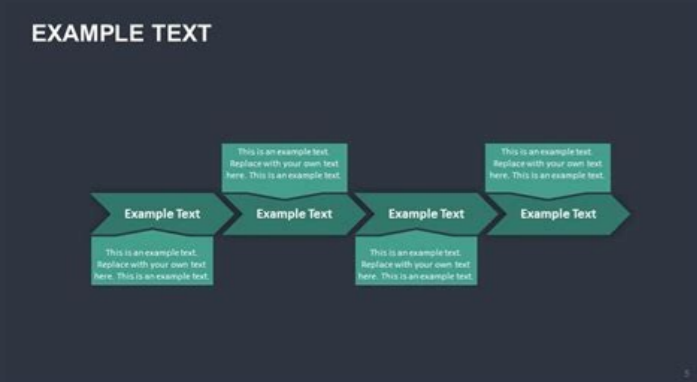 EXAMPLE TEXT
This is an example text.
Replace with your own text
here. This is an example text.
This is an example text.
Replace with your own text
here. This is an example text.
Example Text
Example Text
Example Text
Example Text
This is an example text.
Replace with your own text
here. This is an example text.
This is an example text.
Replace with your own text
here. This is an example text.